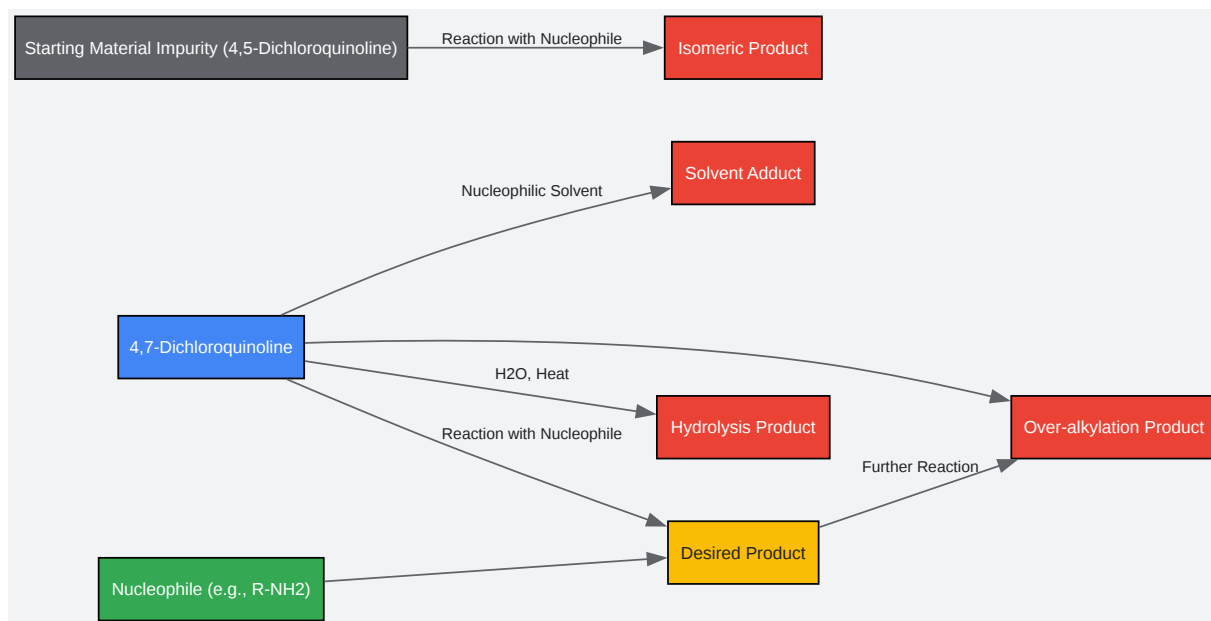 Starting Material Impurity (4,5-Dichloroquinoline)
Reaction with Nucleophile
Isomeric Product
Solvent Adduct
Nucleophilic Solvent
4,7-Dichloroquinoline
H2O, Heat
Hydrolysis Product
Over-alkylation Product
Reaction with Nucleophile
Further Reaction
Desired Product
Nucleophile (e.g., R-NH2)